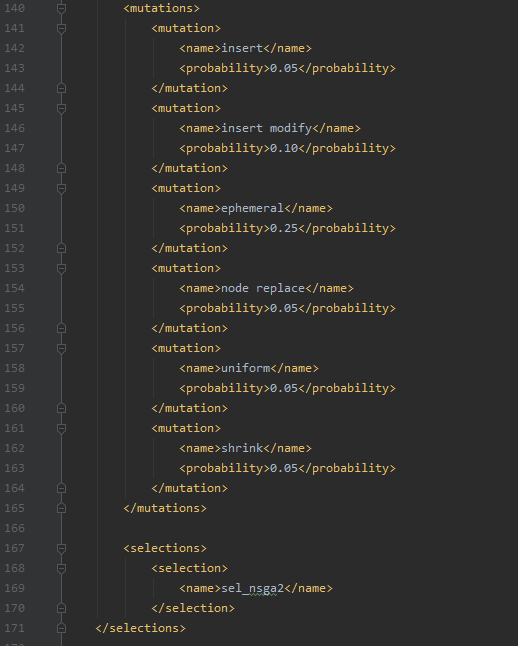 140 <mutations>
141 <mutation>
142 <name>insert</name>
143 <probability>0.05</probability>
144 </mutation>
145 <mutation>
146 <name>insert modify</name>
147 <probability>0.10</probability>
148 </mutation>
149 <mutation>
150 <name>ephemeral</name>
151 <probability>0.25</probability>
152 </mutation>
153 <mutation>
154 <name>node replace</name>
155 <probability>0.05</probability>
156 </mutation>
157 <mutation>
158 <name>uniform</name>
159 <probability>0.05</probability>
160 </mutation>
161 <mutation>
162 <name>shrink</name>
163 <probability>0.05</probability>
164 </mutation>
165 </mutations>
166
167 <selections>
168 <selection>
169 <name>sel_nsga2</name>
170 </selection>
171 </selections>